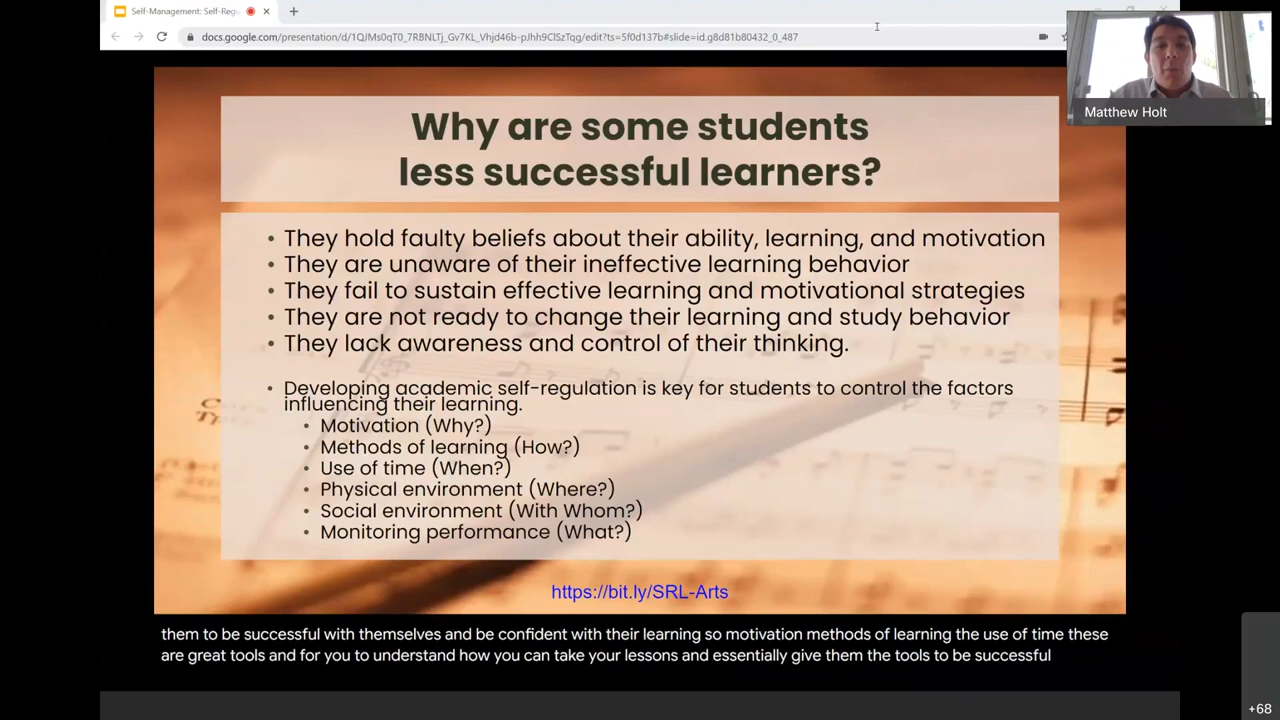 Self-Management: Self-Regu
docs.google.com/presentation/d/1QJMs0qT0_7RBNLTj_Gv7KL_Vhjd46b-pJhh9ClSzTqg/edit?ts=5f0d137b#slide=id.g8d81b80432_0_487
Matthew Holt
Why are some students
less successful learners?
• They hold faulty beliefs about their ability, learning, and motivation
• They are unaware of their ineffective learning behavior
• They fail to sustain effective learning and motivational strategies
• They are not ready to change their learning and study behavior
• They lack awareness and control of their thinking.
• Developing academic self-regulation is key for students to control the factors
influencing their learning.
• Motivation (Why?)
• Methods of learning (How?)
• Use of time (When?)
• Physical environment (Where?)
• Social environment (With Whom?)
• Monitoring performance (What?)
https://bit.ly/SRL-Arts
them to be successful with themselves and be confident with their learning so motivation methods of learning the use of time these
are great tools and for you to understand how you can take your lessons and essentially give them the tools to be successful
+68